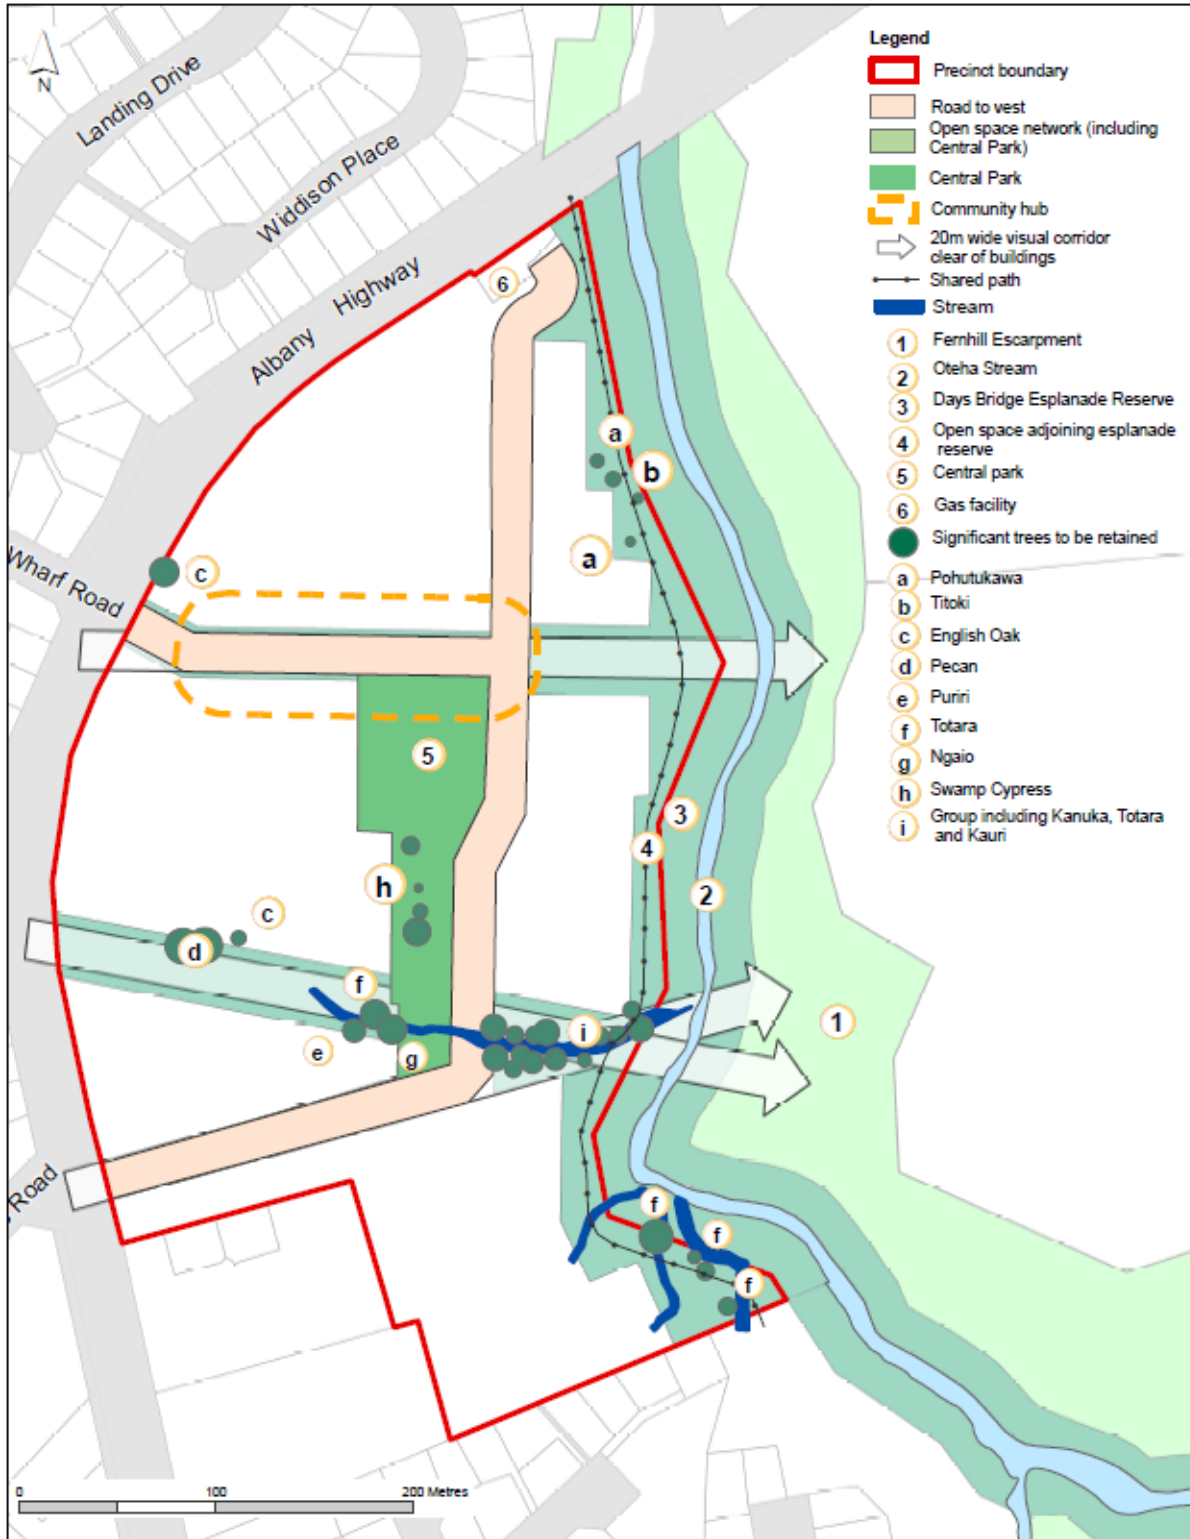 Legend
Precinct boundary
Road to vest
Open space network (including
Central Park)
Central Park
Community hub
20m wide visual corridor
clear of buildings
Shared path
Stream
1 Fernhill Escarpment
2 Oteha Stream
3 Days Bridge Esplanade Reserve
4 Open space adjoining esplanade
reserve
5 Central park
6 Gas facility
Significant trees to be retained
a Pohutukawa
b Titoki
c English Oak
d Pecan
e Puriri
f Totara
g Ngaio
h Swamp Cypress
i Group including Kanuka, Totara
and Kauri
N
Landing Drive
Widdison Place
Albany Highway
6
a
b
a
Wharf Road
c
5
3
4
h
2
c
d
f
i
1
e
g
Road
f
f
f
0 100 200 Metres